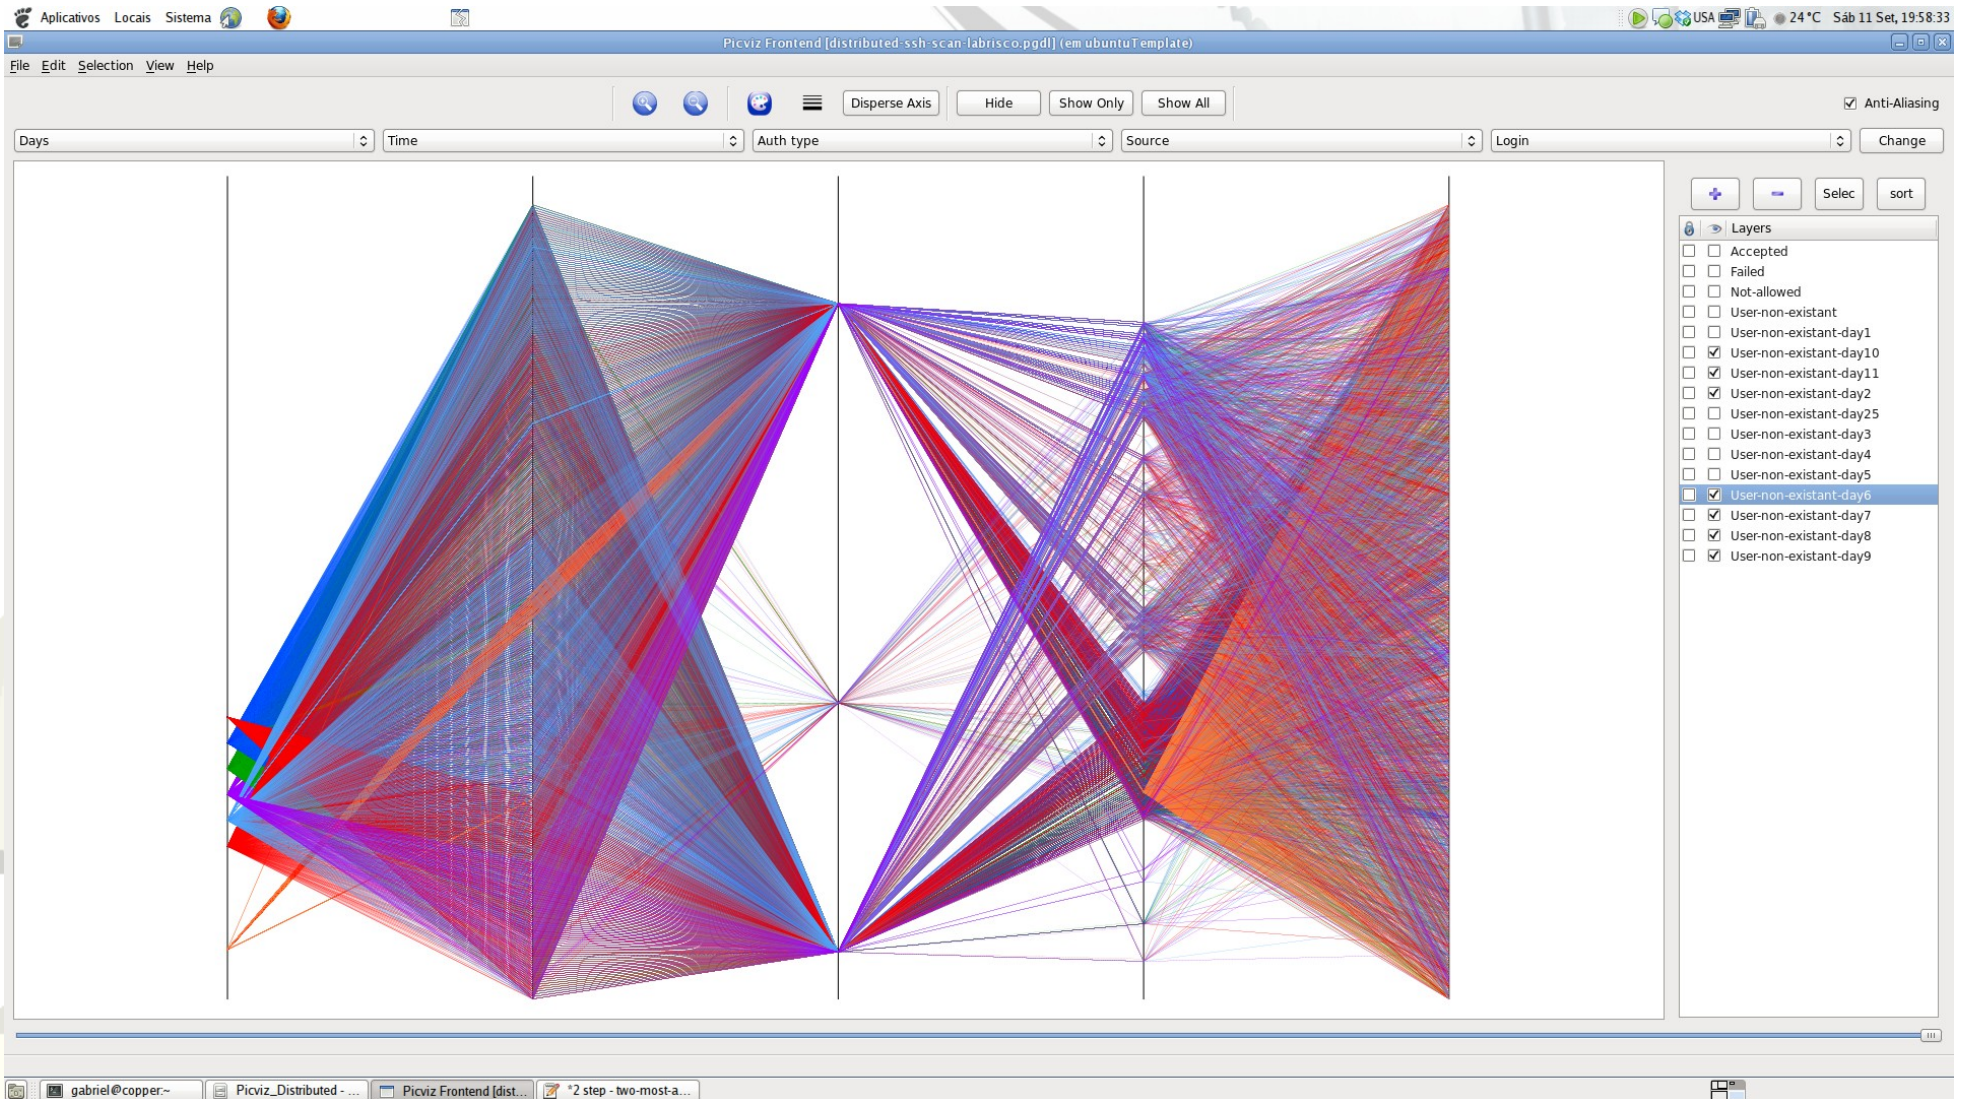 Aplicativos Locais Sistema USA 24 °C Sáb 11 Set, 19:58:33
Picviz Frontend [distributed-ssh-scan-labrisco.pgdl] (em ubuntuTemplate)
File Edit Selection View Help
Disperse Axis Hide Show Only Show All Anti-Aliasing
Days Time Auth type Source Login Change
+ - Selec sort
Layers
Accepted
Failed
Not-allowed
User-non-existant
User-non-existant-day1
User-non-existant-day10
User-non-existant-day11
User-non-existant-day2
User-non-existant-day25
User-non-existant-day3
User-non-existant-day4
User-non-existant-day5
User-non-existant-day6
User-non-existant-day7
User-non-existant-day8
User-non-existant-day9
gabriel@copper:~ Picviz_Distributed - ... Picviz Frontend [dist... *2 step - two-most-a...